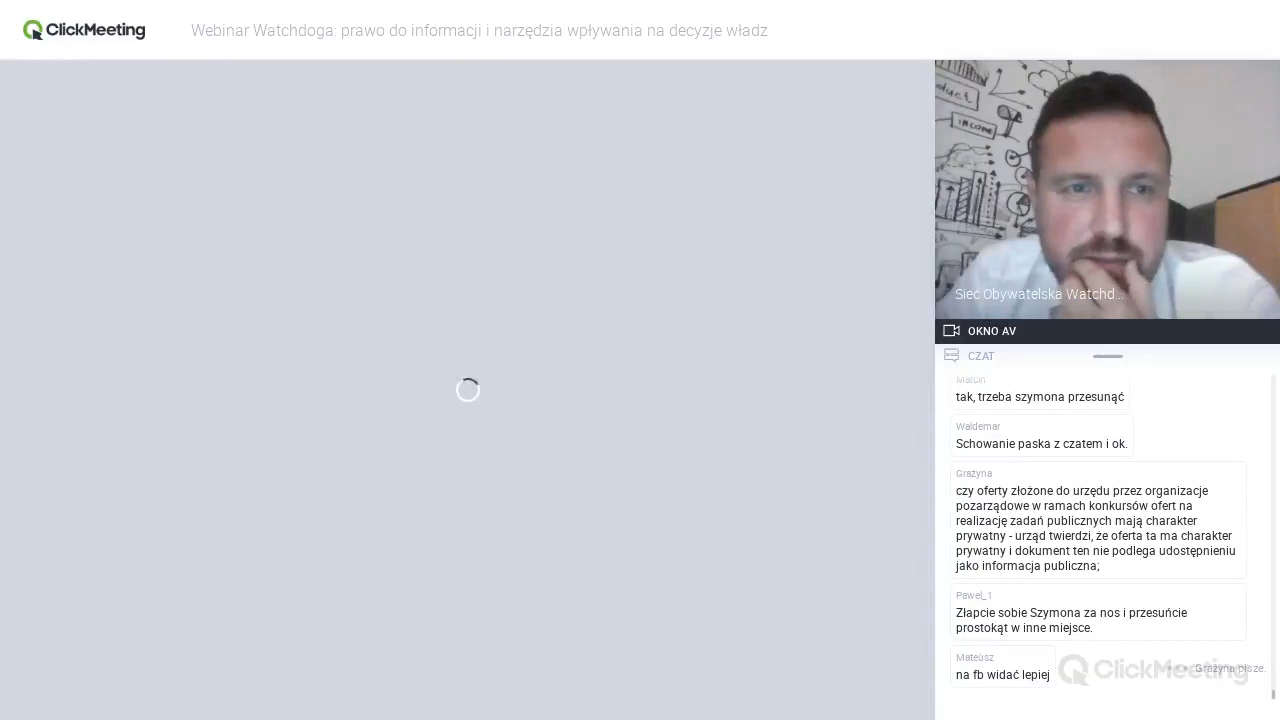 ClickMeeting
Webinar Watchdoga: prawo do informacji i narzędzia wpływania na decyzje władz
INCOME
Sieć Obywatelska Watchd...
OKNO AV
CZAT
Marcin
tak, trzeba szymona przesunąć
Waldemar
Schowanie paska z czatem i ok.
Grażyna
czy oferty złożone do urzędu przez organizacje
pozarządowe w ramach konkursów ofert na
realizację zadań publicznych mają charakter
prywatny - urząd twierdzi, że oferta ta ma charakter
prywatny i dokument ten nie podlega udostępnieniu
jako informacja publiczna;
Pawel_1
Złapcie sobie Szymona za nos i przesuńcie
prostokąt w inne miejsce.
Mateusz
na fb widać lepiej
ClickMeeting
Grażyna pisze.